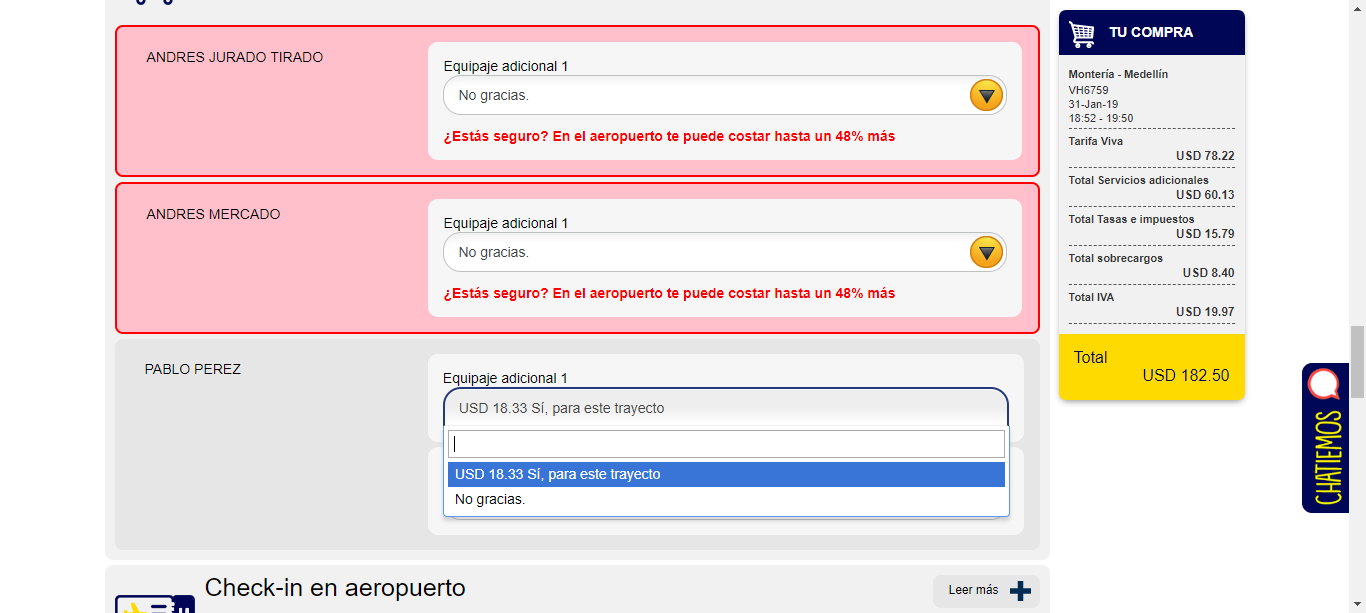 ANDRES JURADO TIRADO
Equipaje adicional 1
No gracias.
¿Estás seguro? En el aeropuerto te puede costar hasta un 48% más
ANDRES MERCADO
Equipaje adicional 1
No gracias.
¿Estás seguro? En el aeropuerto te puede costar hasta un 48% más
PABLO PEREZ
Equipaje adicional 1
USD 18.33 Sí, para este trayecto
USD 18.33 Sí, para este trayecto
No gracias.
Check-in en aeropuerto
Leer más
TU COMPRA
Montería - Medellín
VH6759
31-Jan-19
18:52 - 19:50
Tarifa Viva
USD 78.22
Total Servicios adicionales
USD 60.13
Total Tasas e impuestos
USD 15.79
Total sobrecargos
USD 8.40
Total IVA
USD 19.97
Total
USD 182.50
CHATIEMOS